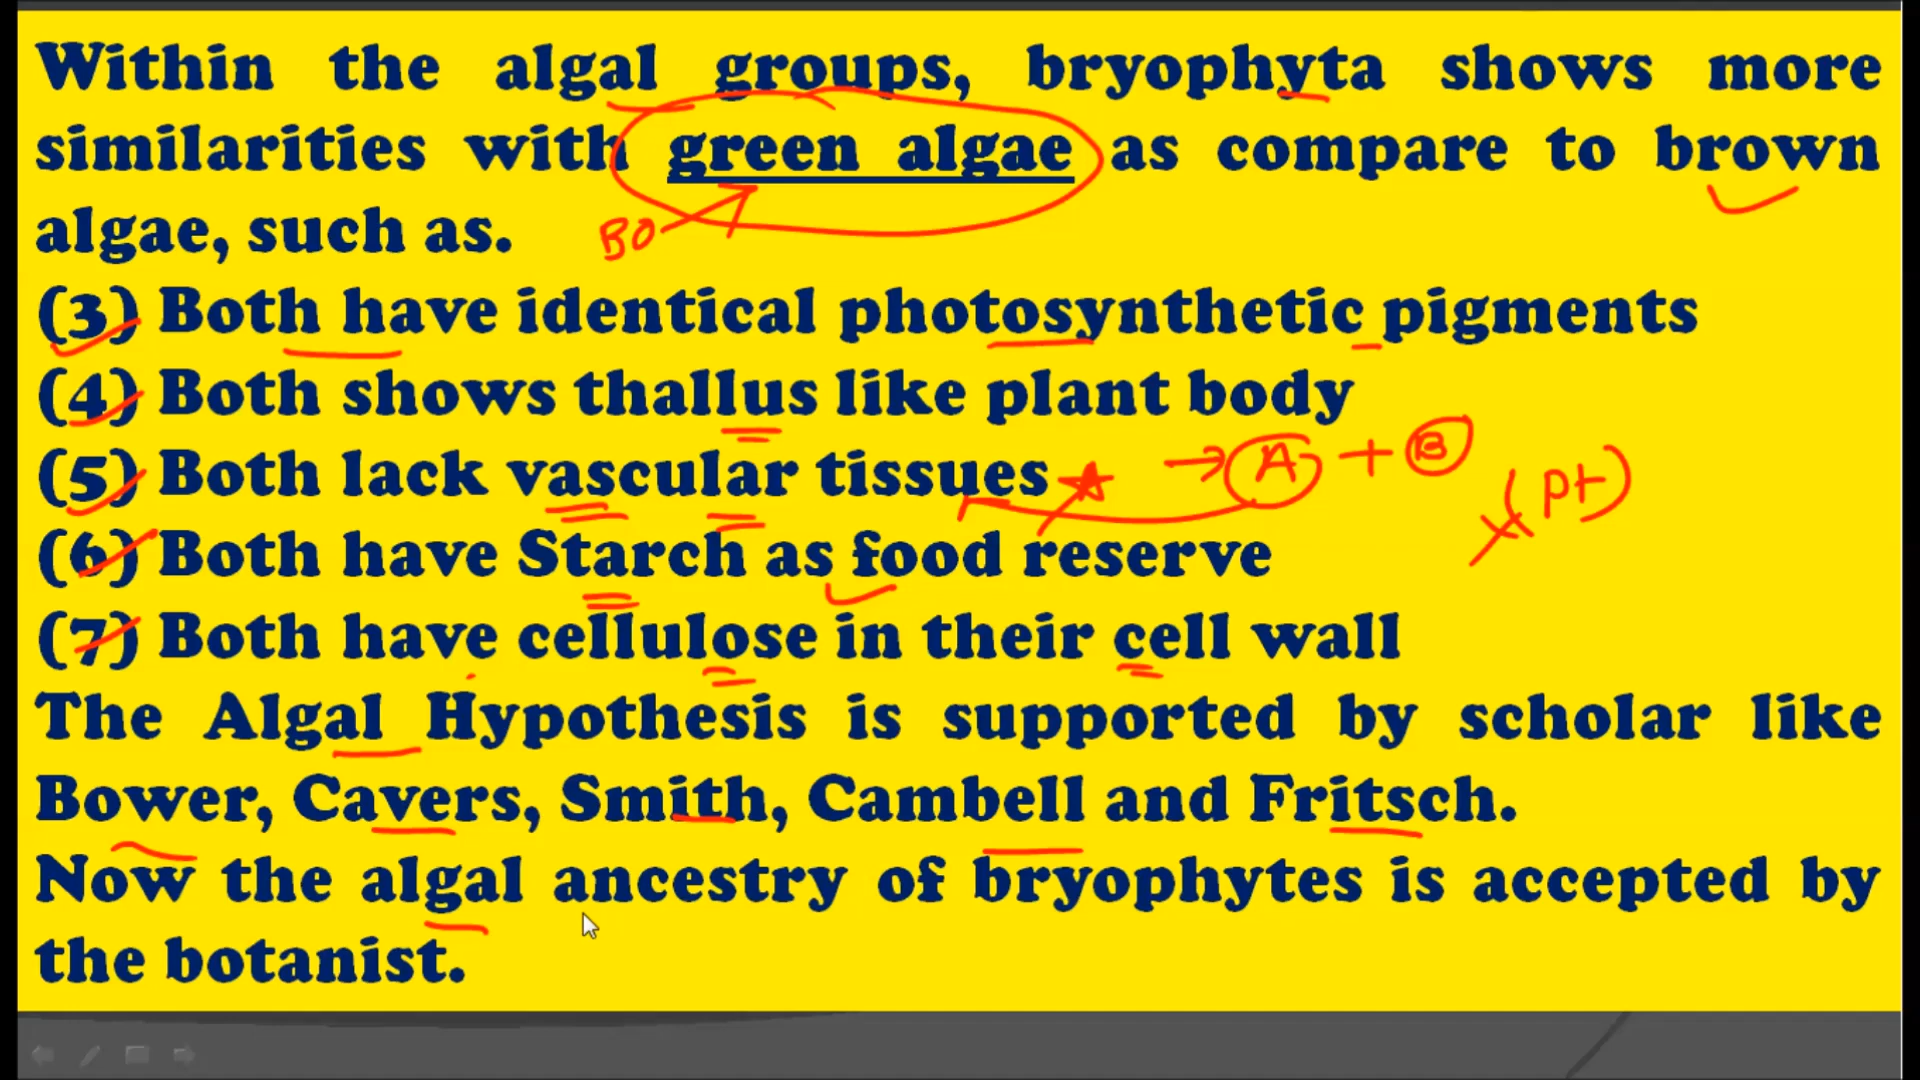 Within the algal groups, bryophyta shows more
similarities with green algae as compare to brown
algae, such as.
BO
(3) Both have identical photosynthetic pigments
(4) Both shows thallus like plant body
(5) Both lack vascular tissues → A + B
(Pt)
(6) Both have Starch as food reserve
(7) Both have cellulose in their cell wall
The Algal Hypothesis is supported by scholar like
Bower, Cavers, Smith, Cambell and Fritsch.
Now the algal ancestry of bryophytes is accepted by
the botanist.